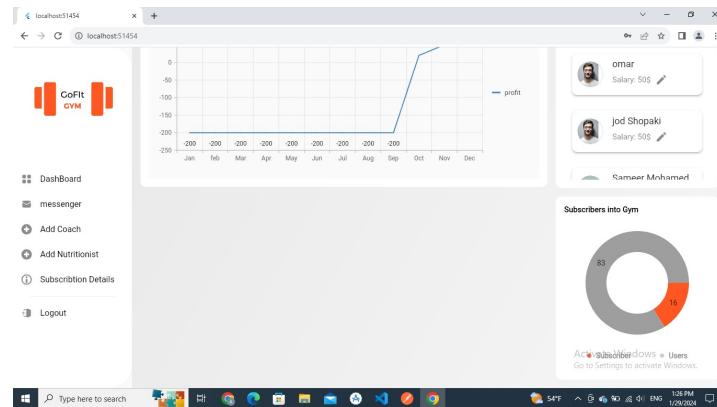 localhost:51454
localhost:51454
GoFIt
GYM
DashBoard
messenger
Add Coach
Add Nutritionist
Subscribtion Details
Logout
0
-50
-100
-150
-200
-250
-200 -200 -200 -200 -200 -200 -200 -200 -200
Jan feb Mar Apr May Jun Jul Aug Sep Oct Nov Dec
profit
omar
Salary: 50$
jod Shopaki
Salary: 50$
Sameer Mohamed
Subscribers into Gym
83
16
Subscriber Users
Activate Windows
Go to Settings to activate Windows.
Type here to search
54°F
ENG
1:26 PM
1/29/2024